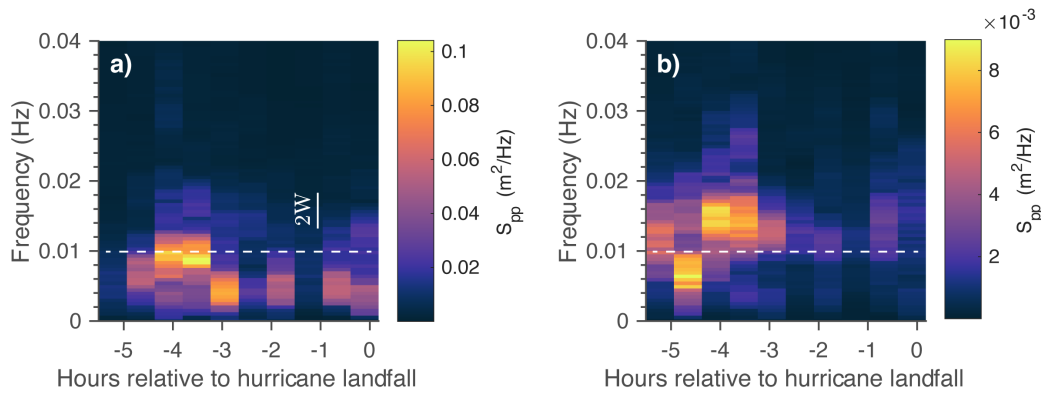 ×10⁻³
0.04
0.03
0.02
0.01
0
Frequency (Hz)
a)
2W
-5 -4 -3 -2 -1 0
Hours relative to hurricane landfall
0.1
0.08
0.06
0.04
0.02
Spp (m²/Hz)
0.04
0.03
0.02
0.01
0
Frequency (Hz)
b)
-5 -4 -3 -2 -1 0
Hours relative to hurricane landfall
8
6
4
2
Spp (m²/Hz)